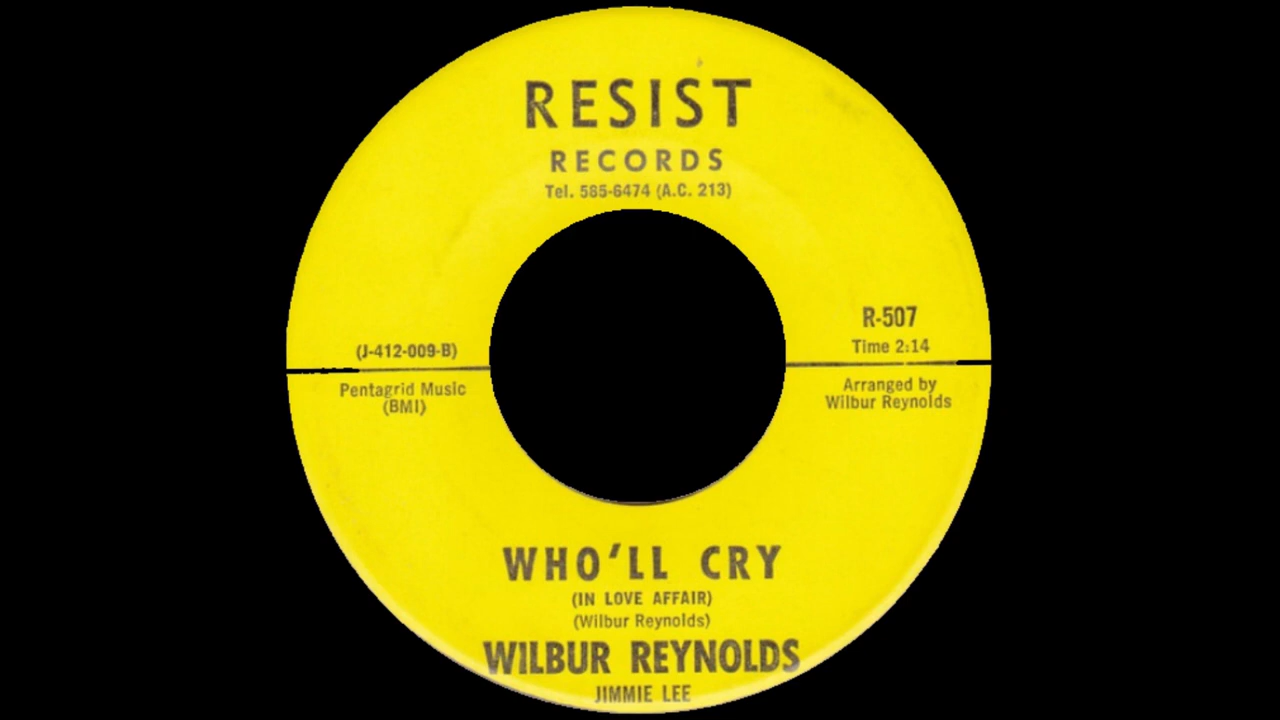 RESIST
RECORDS
Tel. 585-6474 (A.C. 213)
R-507
Time 2:14
(J-412-009-B)
Pentagrid Music
(BMI)
Arranged by
Wilbur Reynolds
WHO'LL CRY
(IN LOVE AFFAIR)
(Wilbur Reynolds)
WILBUR REYNOLDS
JIMMIE LEE